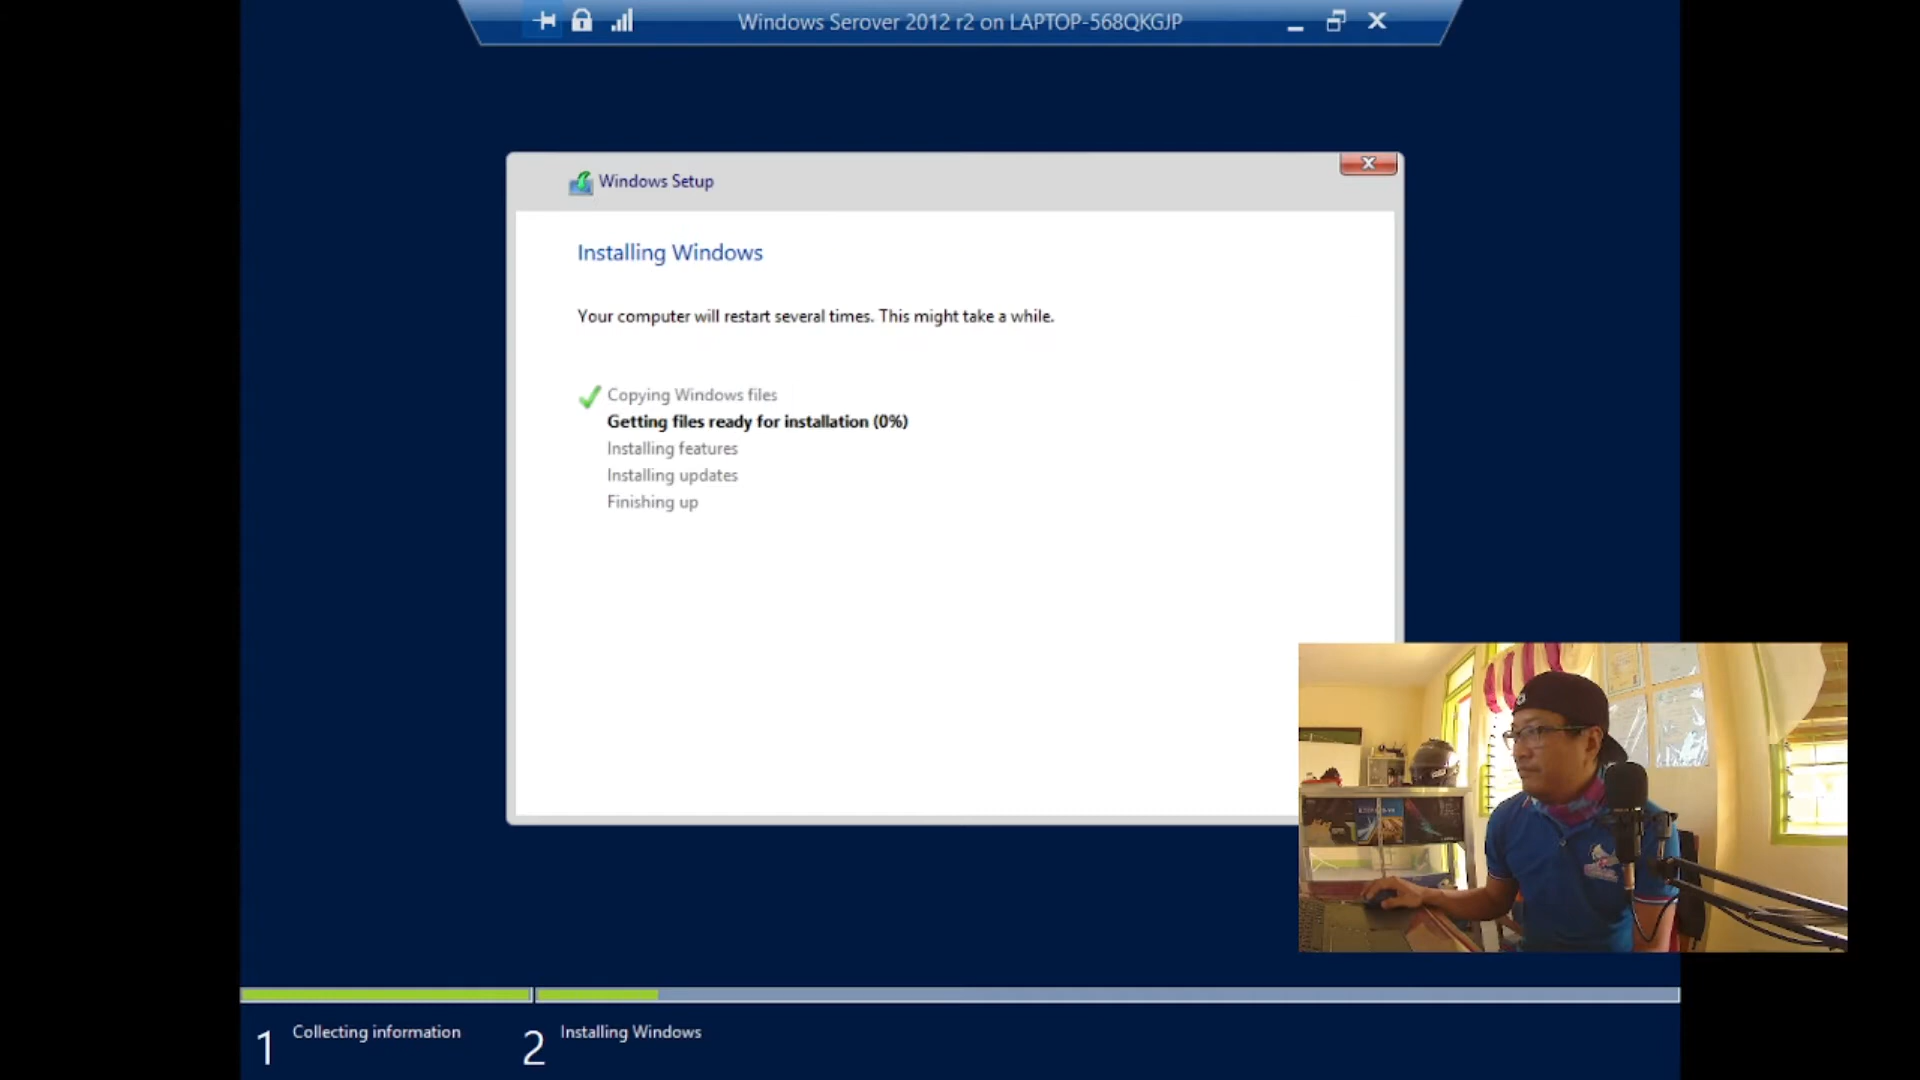 Windows Serover 2012 r2 on LAPTOP-568QKGJP
Windows Setup
Installing Windows
Your computer will restart several times. This might take a while.
Copying Windows files
Getting files ready for installation (0%)
Installing features
Installing updates
Finishing up
1 Collecting information
2 Installing Windows